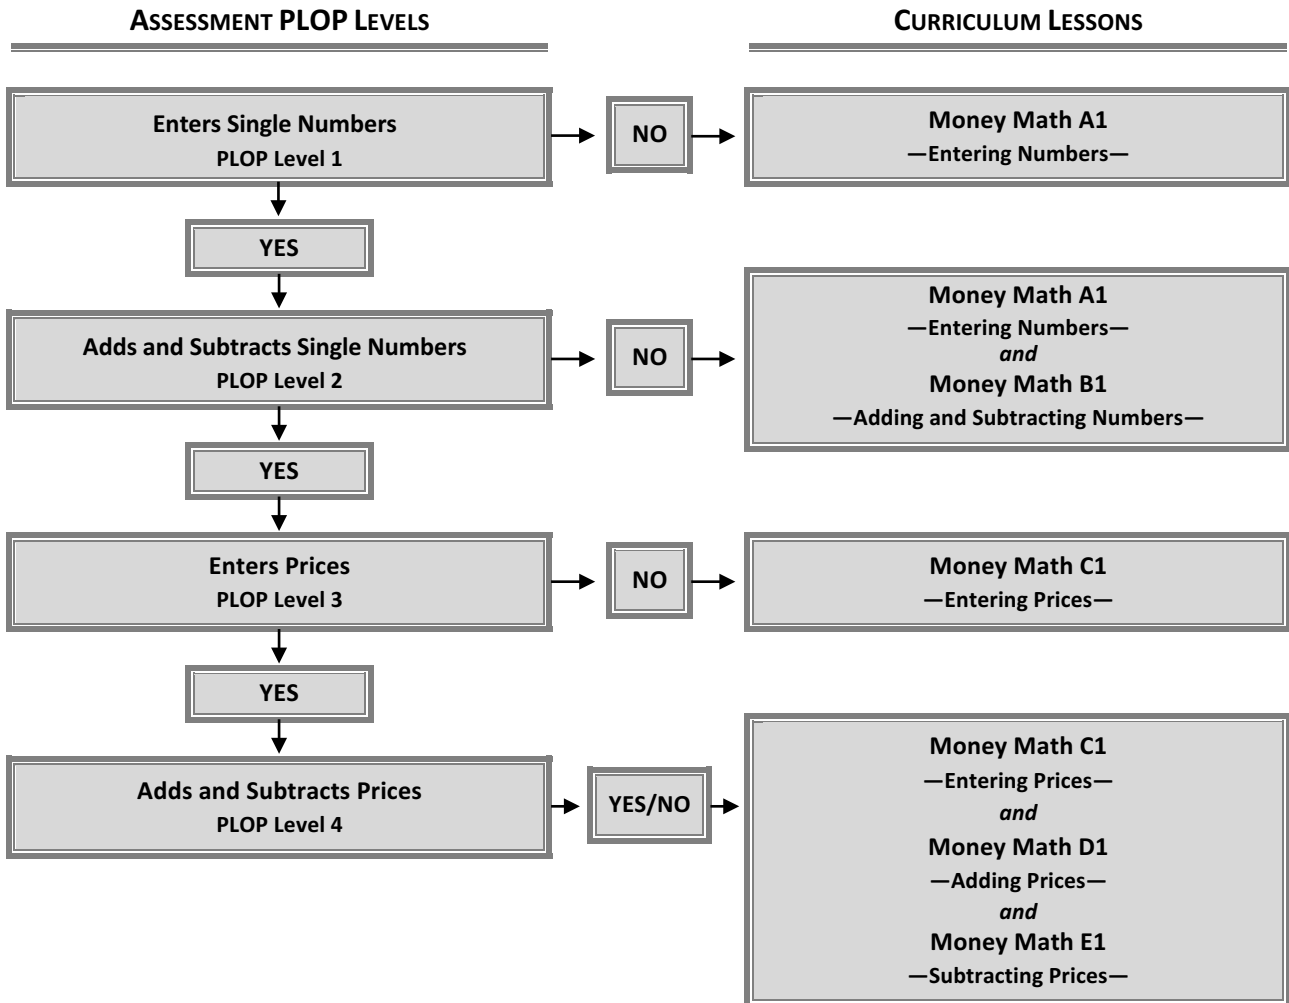 ASSESSMENT PLOP LEVELS
CURRICULUM LESSONS
Enters Single Numbers
PLOP Level 1
NO
Money Math A1
—Entering Numbers—
YES
Adds and Subtracts Single Numbers
PLOP Level 2
NO
Money Math A1
—Entering Numbers—
and
Money Math B1
—Adding and Subtracting Numbers—
YES
Enters Prices
PLOP Level 3
NO
Money Math C1
—Entering Prices—
YES
Adds and Subtracts Prices
PLOP Level 4
YES/NO
Money Math C1
—Entering Prices—
and
Money Math D1
—Adding Prices—
and
Money Math E1
—Subtracting Prices—